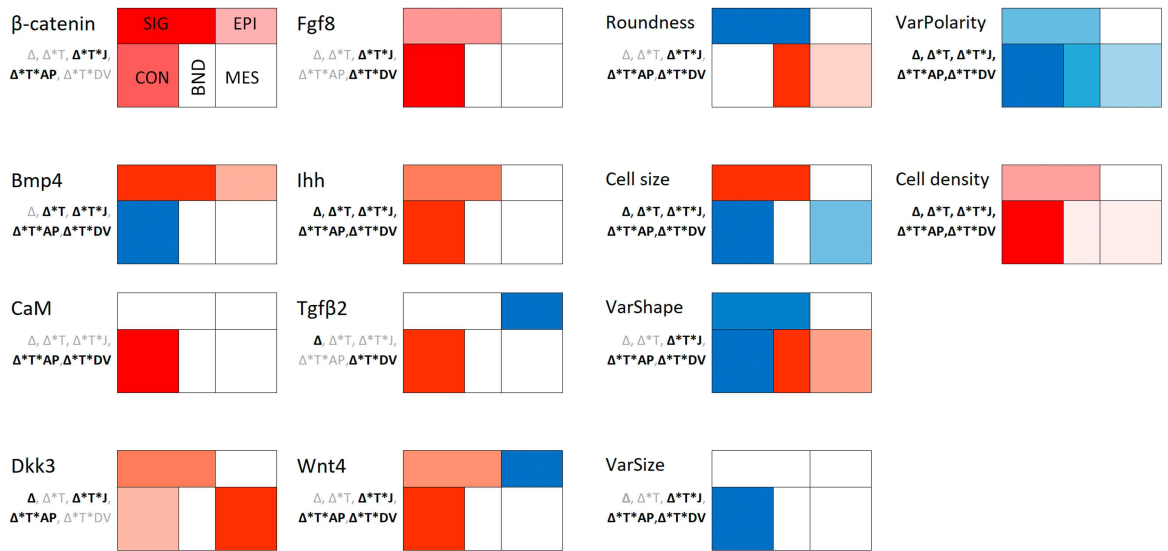 β-catenin
Δ, Δ*T, Δ*T*J,
Δ*T*AP, Δ*T*DV
SIG
EPI
CON
BND
MES
Fgf8
Δ, Δ*T, Δ*T*J,
Δ*T*AP,Δ*T*DV
Roundness
Δ, Δ*T, Δ*T*J,
Δ*T*AP,Δ*T*DV
VarPolarity
Δ, Δ*T, Δ*T*J,
Δ*T*AP,Δ*T*DV
Bmp4
Δ, Δ*T, Δ*T*J,
Δ*T*AP,Δ*T*DV
Ihh
Δ, Δ*T, Δ*T*J,
Δ*T*AP,Δ*T*DV
Cell size
Δ, Δ*T, Δ*T*J,
Δ*T*AP,Δ*T*DV
Cell density
Δ, Δ*T, Δ*T*J,
Δ*T*AP,Δ*T*DV
CaM
Δ, Δ*T, Δ*T*J,
Δ*T*AP,Δ*T*DV
Tgfβ2
Δ, Δ*T, Δ*T*J,
Δ*T*AP,Δ*T*DV
VarShape
Δ, Δ*T, Δ*T*J,
Δ*T*AP,Δ*T*DV
Dkk3
Δ, Δ*T, Δ*T*J,
Δ*T*AP, Δ*T*DV
Wnt4
Δ, Δ*T, Δ*T*J,
Δ*T*AP,Δ*T*DV
VarSize
Δ, Δ*T, Δ*T*J,
Δ*T*AP,Δ*T*DV